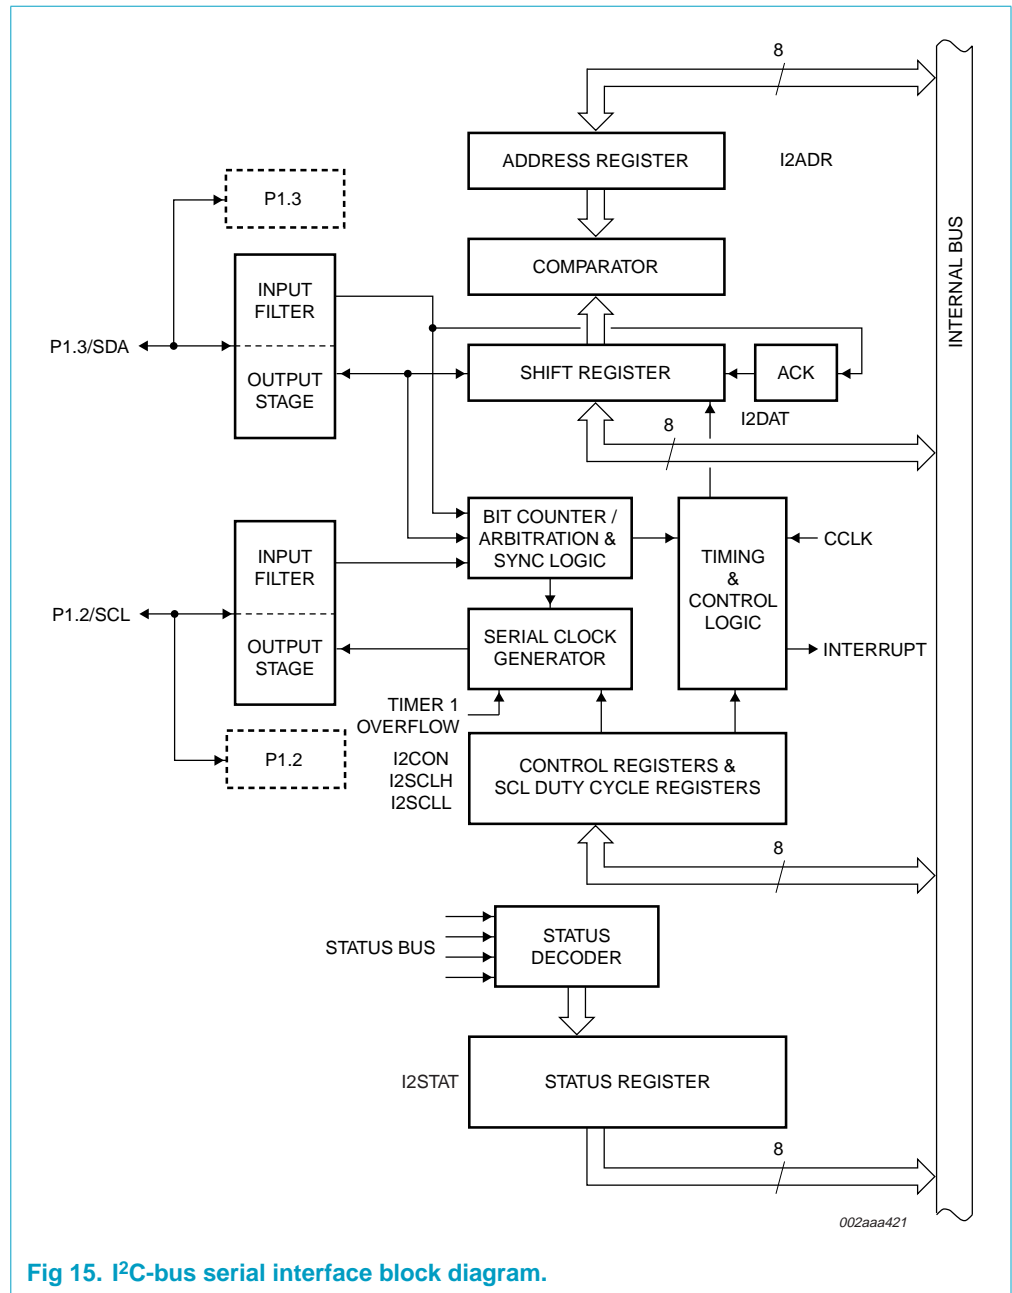 8
ADDRESS REGISTER
I2ADR
P1.3
INTERNAL BUS
COMPARATOR
INPUT
FILTER
P1.3/SDA
OUTPUT
STAGE
SHIFT REGISTER
ACK
I2DAT
8
BIT COUNTER /
ARBITRATION &
SYNC LOGIC
INPUT
FILTER
TIMING
&
CONTROL
LOGIC
CCLK
P1.2/SCL
OUTPUT
STAGE
SERIAL CLOCK
GENERATOR
INTERRUPT
TIMER 1
OVERFLOW
P1.2
I2CON
I2SCLH
I2SCLL
CONTROL REGISTERS &
SCL DUTY CYCLE REGISTERS
8
STATUS BUS
STATUS
DECODER
I2STAT
STATUS REGISTER
8
002aaa421
Fig 15. I²C-bus serial interface block diagram.